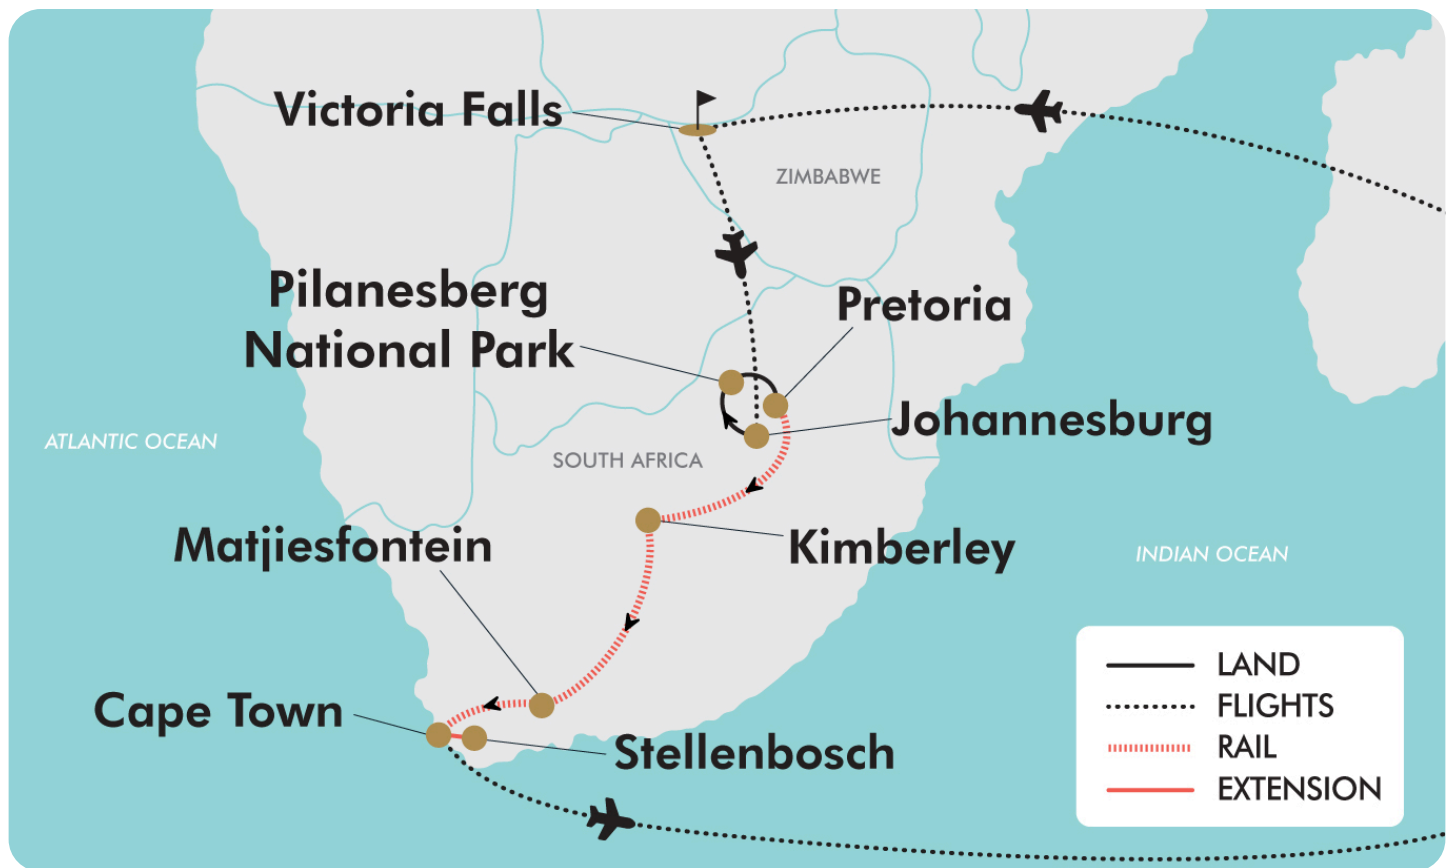 Victoria Falls
ZIMBABWE
Pilanesberg
National Park
Pretoria
Johannesburg
ATLANTIC OCEAN
SOUTH AFRICA
Matjiesfontein
Kimberley
INDIAN OCEAN
Cape Town
Stellenbosch
LAND
FLIGHTS
RAIL
EXTENSION